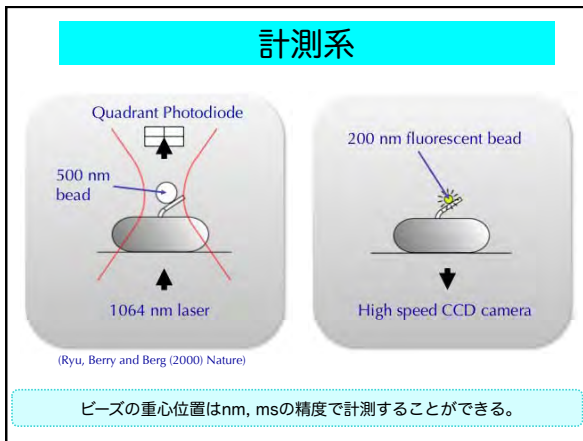 計測系
Quadrant Photodiode
500 nm
bead
1064 nm laser
(Ryu, Berry and Berg (2000) Nature)
200 nm fluorescent bead
High speed CCD camera
ビーズの重心位置はnm, msの精度で計測することができる。